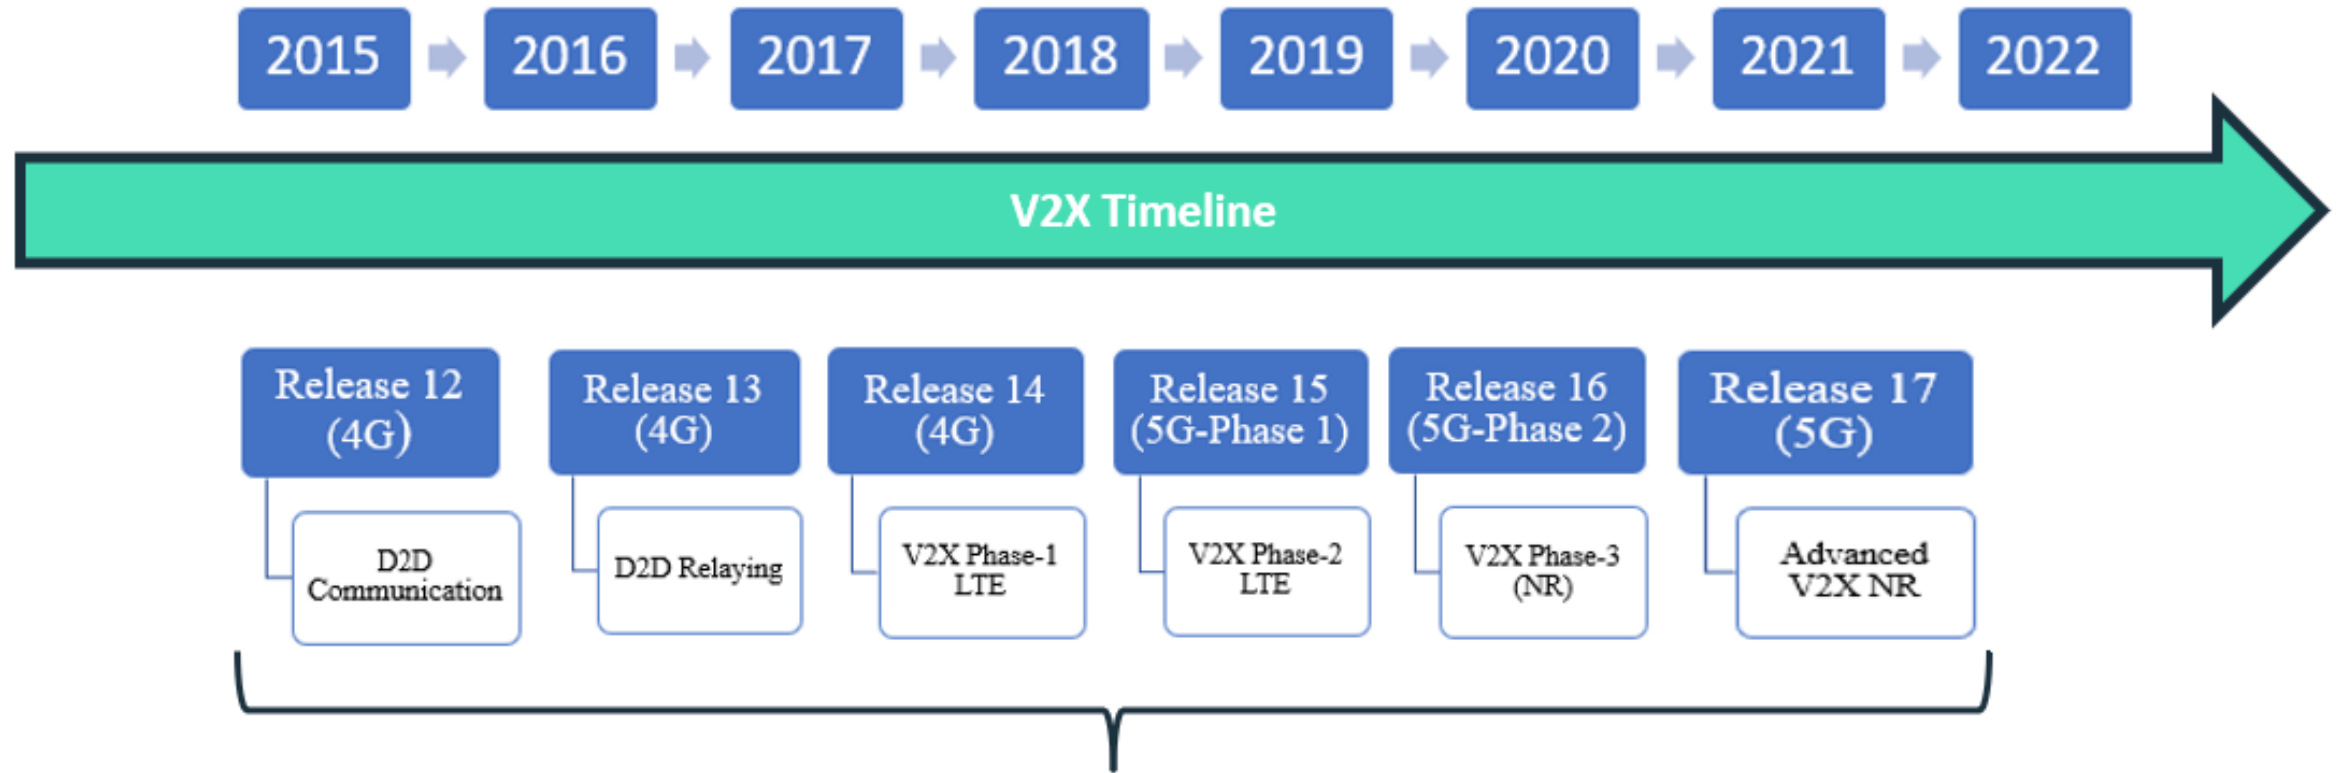 2015
2016
2017
2018
2019
2020
2021
2022
V2X Timeline
Release 12
(4G)
D2D
Communication
Release 13
(4G)
D2D Relaying
Release 14
(4G)
V2X Phase-1
LTE
Release 15
(5G-Phase 1)
V2X Phase-2
LTE
Release 16
(5G-Phase 2)
V2X Phase-3
(NR)
Release 17
(5G)
Advanced
V2X NR